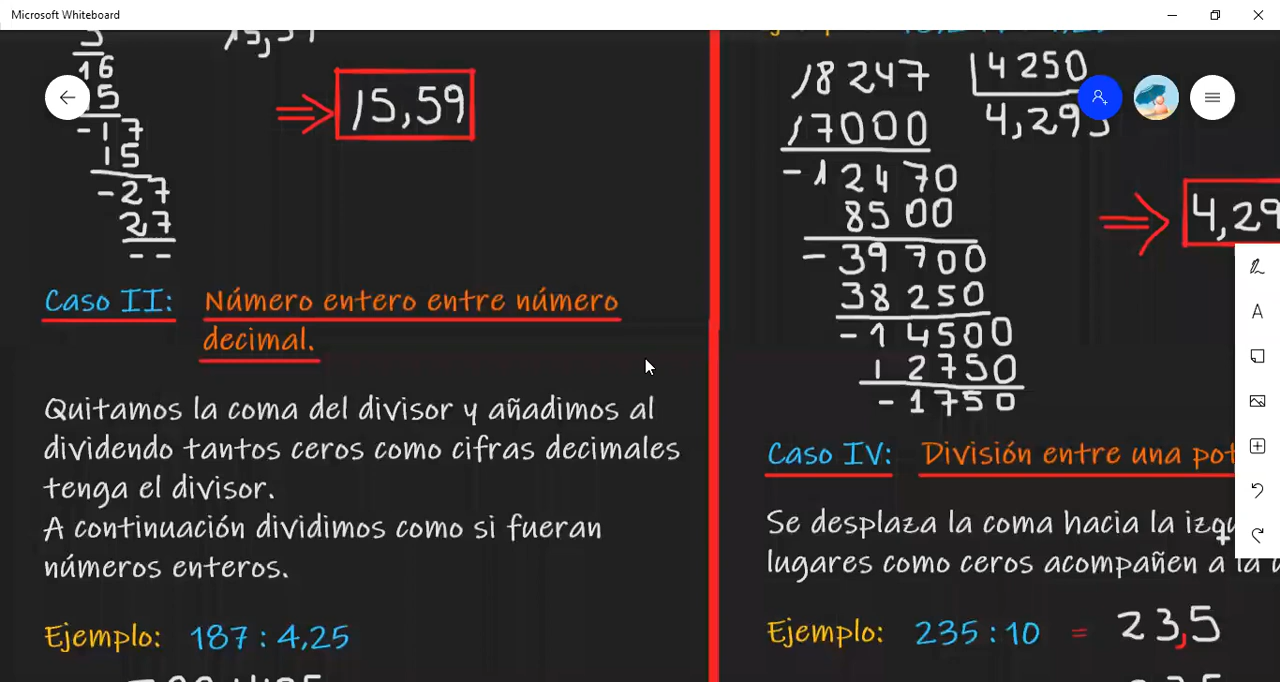 Microsoft Whiteboard
16
15
-17
15
-27
27
--
15,59
Caso II: Número entero entre número
decimal.
Quitamos la coma del divisor y añadimos al
dividendo tantos ceros como cifras decimales
tenga el divisor.
A continuación dividimos como si fueran
números enteros.
Ejemplo: 187 : 4,25
18247 4250
17000 4,293
-12470
8500
-39700
38250
-14500
12750
-1750
4,29
Caso IV: División entre una pot
Se desplaza la coma hacia la izq
lugares como ceros acompañen a la
Ejemplo: 235 : 10 = 23,5